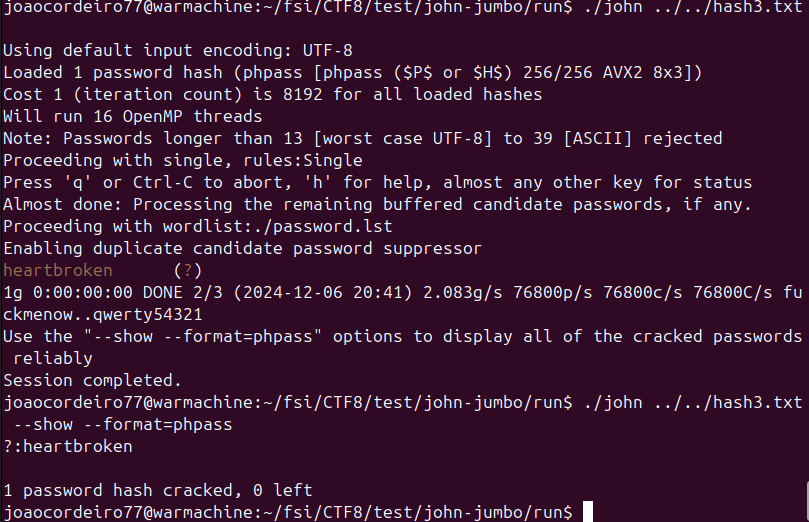 joaocordeiro77@warmachine:~/fsi/CTF8/test/john-jumbo/run$ ./john ../../hash3.txt
Using default input encoding: UTF-8
Loaded 1 password hash (phpass [phpass ($P$ or $H$) 256/256 AVX2 8x3])
Cost 1 (iteration count) is 8192 for all loaded hashes
Will run 16 OpenMP threads
Note: Passwords longer than 13 [worst case UTF-8] to 39 [ASCII] rejected
Proceeding with single, rules:Single
Press 'q' or Ctrl-C to abort, 'h' for help, almost any other key for status
Almost done: Processing the remaining buffered candidate passwords, if any.
Proceeding with wordlist:./password.lst
Enabling duplicate candidate password suppressor
heartbroken      (?)
1g 0:00:00:00 DONE 2/3 (2024-12-06 20:41) 2.083g/s 76800p/s 76800c/s 76800C/s fu
ckmenow..qwerty54321
Use the "--show --format=phpass" options to display all of the cracked passwords
 reliably
Session completed.
joaocordeiro77@warmachine:~/fsi/CTF8/test/john-jumbo/run$ ./john ../../hash3.txt
 --show --format=phpass
?:heartbroken
1 password hash cracked, 0 left
joaocordeiro77@warmachine:~/fsi/CTF8/test/john-jumbo/run$